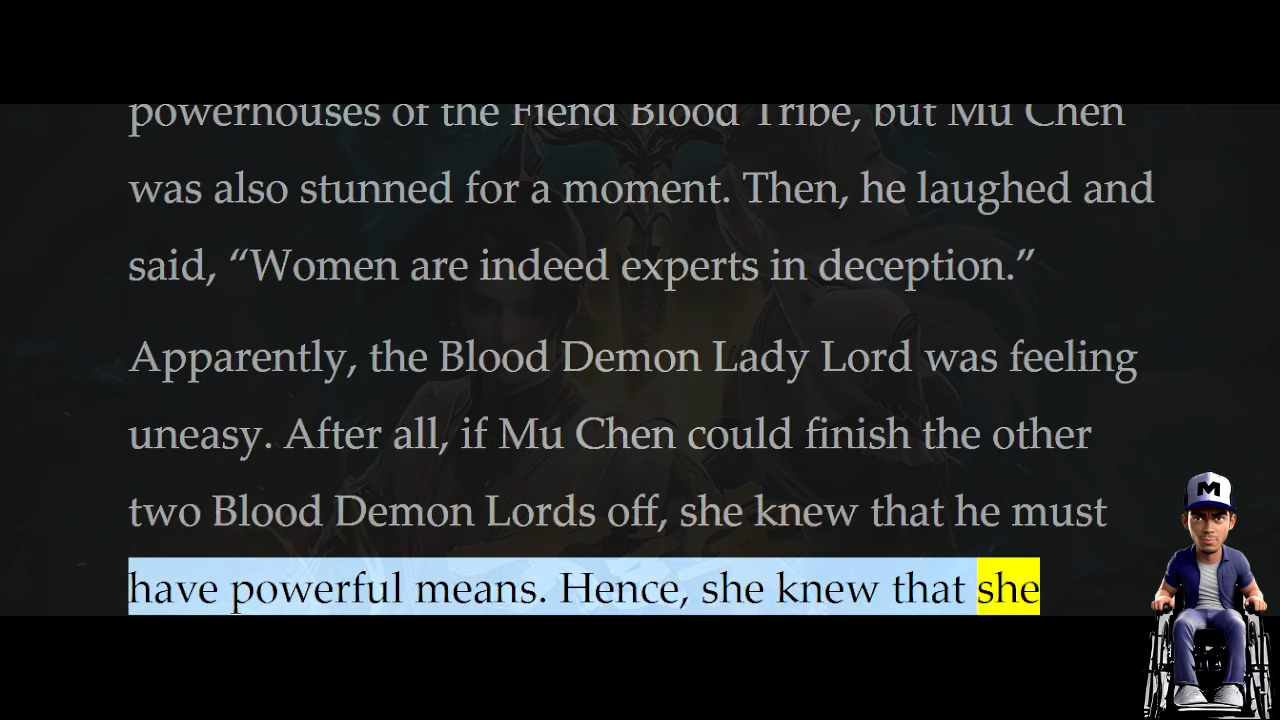 powerhouses of the Fiend Blood Tribe, but Mu Chen
was also stunned for a moment. Then, he laughed and
said, “Women are indeed experts in deception.”
Apparently, the Blood Demon Lady Lord was feeling
uneasy. After all, if Mu Chen could finish the other
two Blood Demon Lords off, she knew that he must
have powerful means. Hence, she knew that she
M